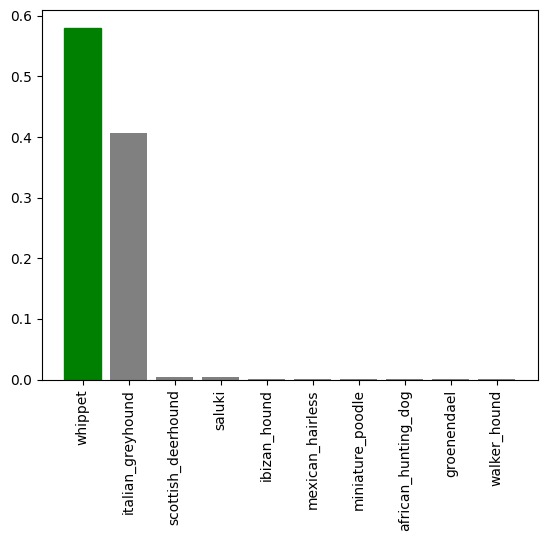 0.6
0.5
0.4
0.3
0.2
0.1
0.0
whippet
italian_greyhound
scottish_deerhound
saluki
ibizan_hound
mexican_hairless
miniature_poodle
african_hunting_dog
groenendael
walker_hound